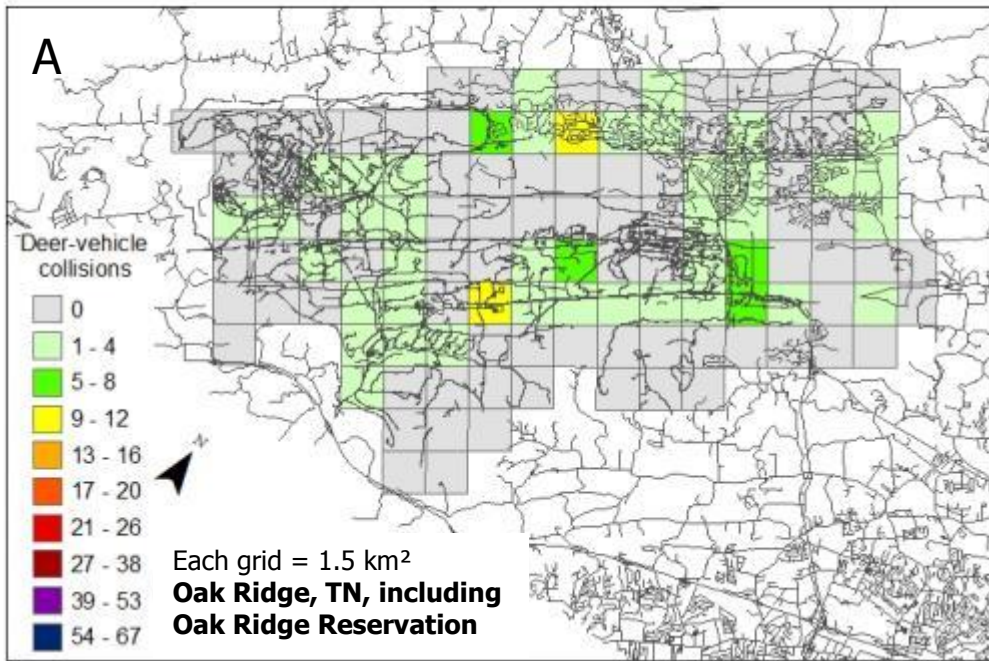 A
Deer-vehicle
collisions
0
1 - 4
5 - 8
9 - 12
13 - 16
17 - 20
21 - 26
27 - 38
39 - 53
54 - 67
N
Each grid = 1.5 km²
Oak Ridge, TN, including
Oak Ridge Reservation